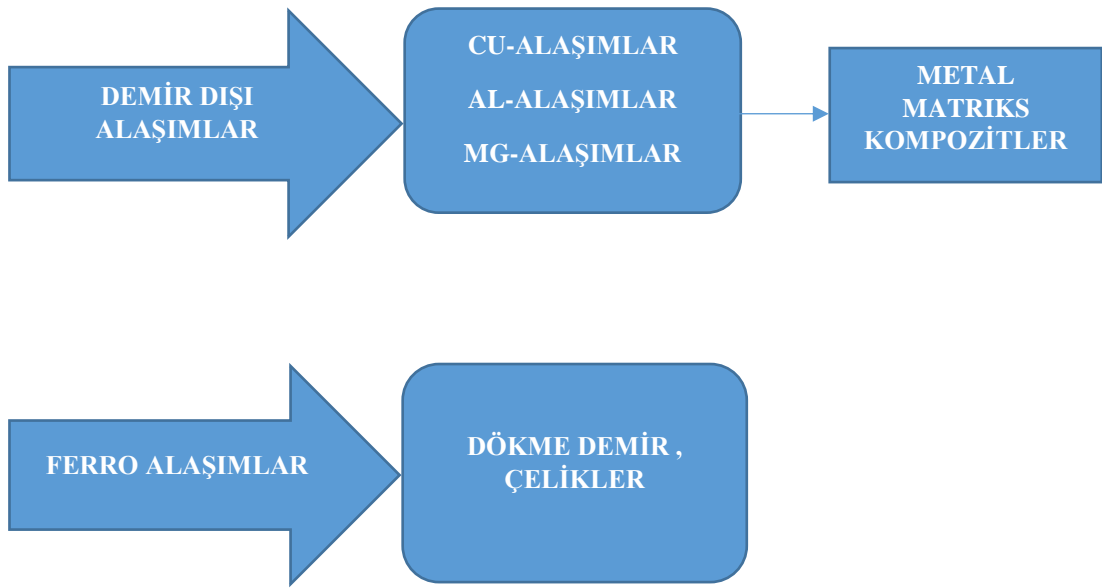 DEMİR DIŞI
ALAŞIMLAR
CU-ALAŞIMLAR
AL-ALAŞIMLAR
MG-ALAŞIMLAR
METAL
MATRIKS
KOMPOZİTLER
FERRO ALAŞIMLAR
DÖKME DEMİR ,
ÇELİKLER